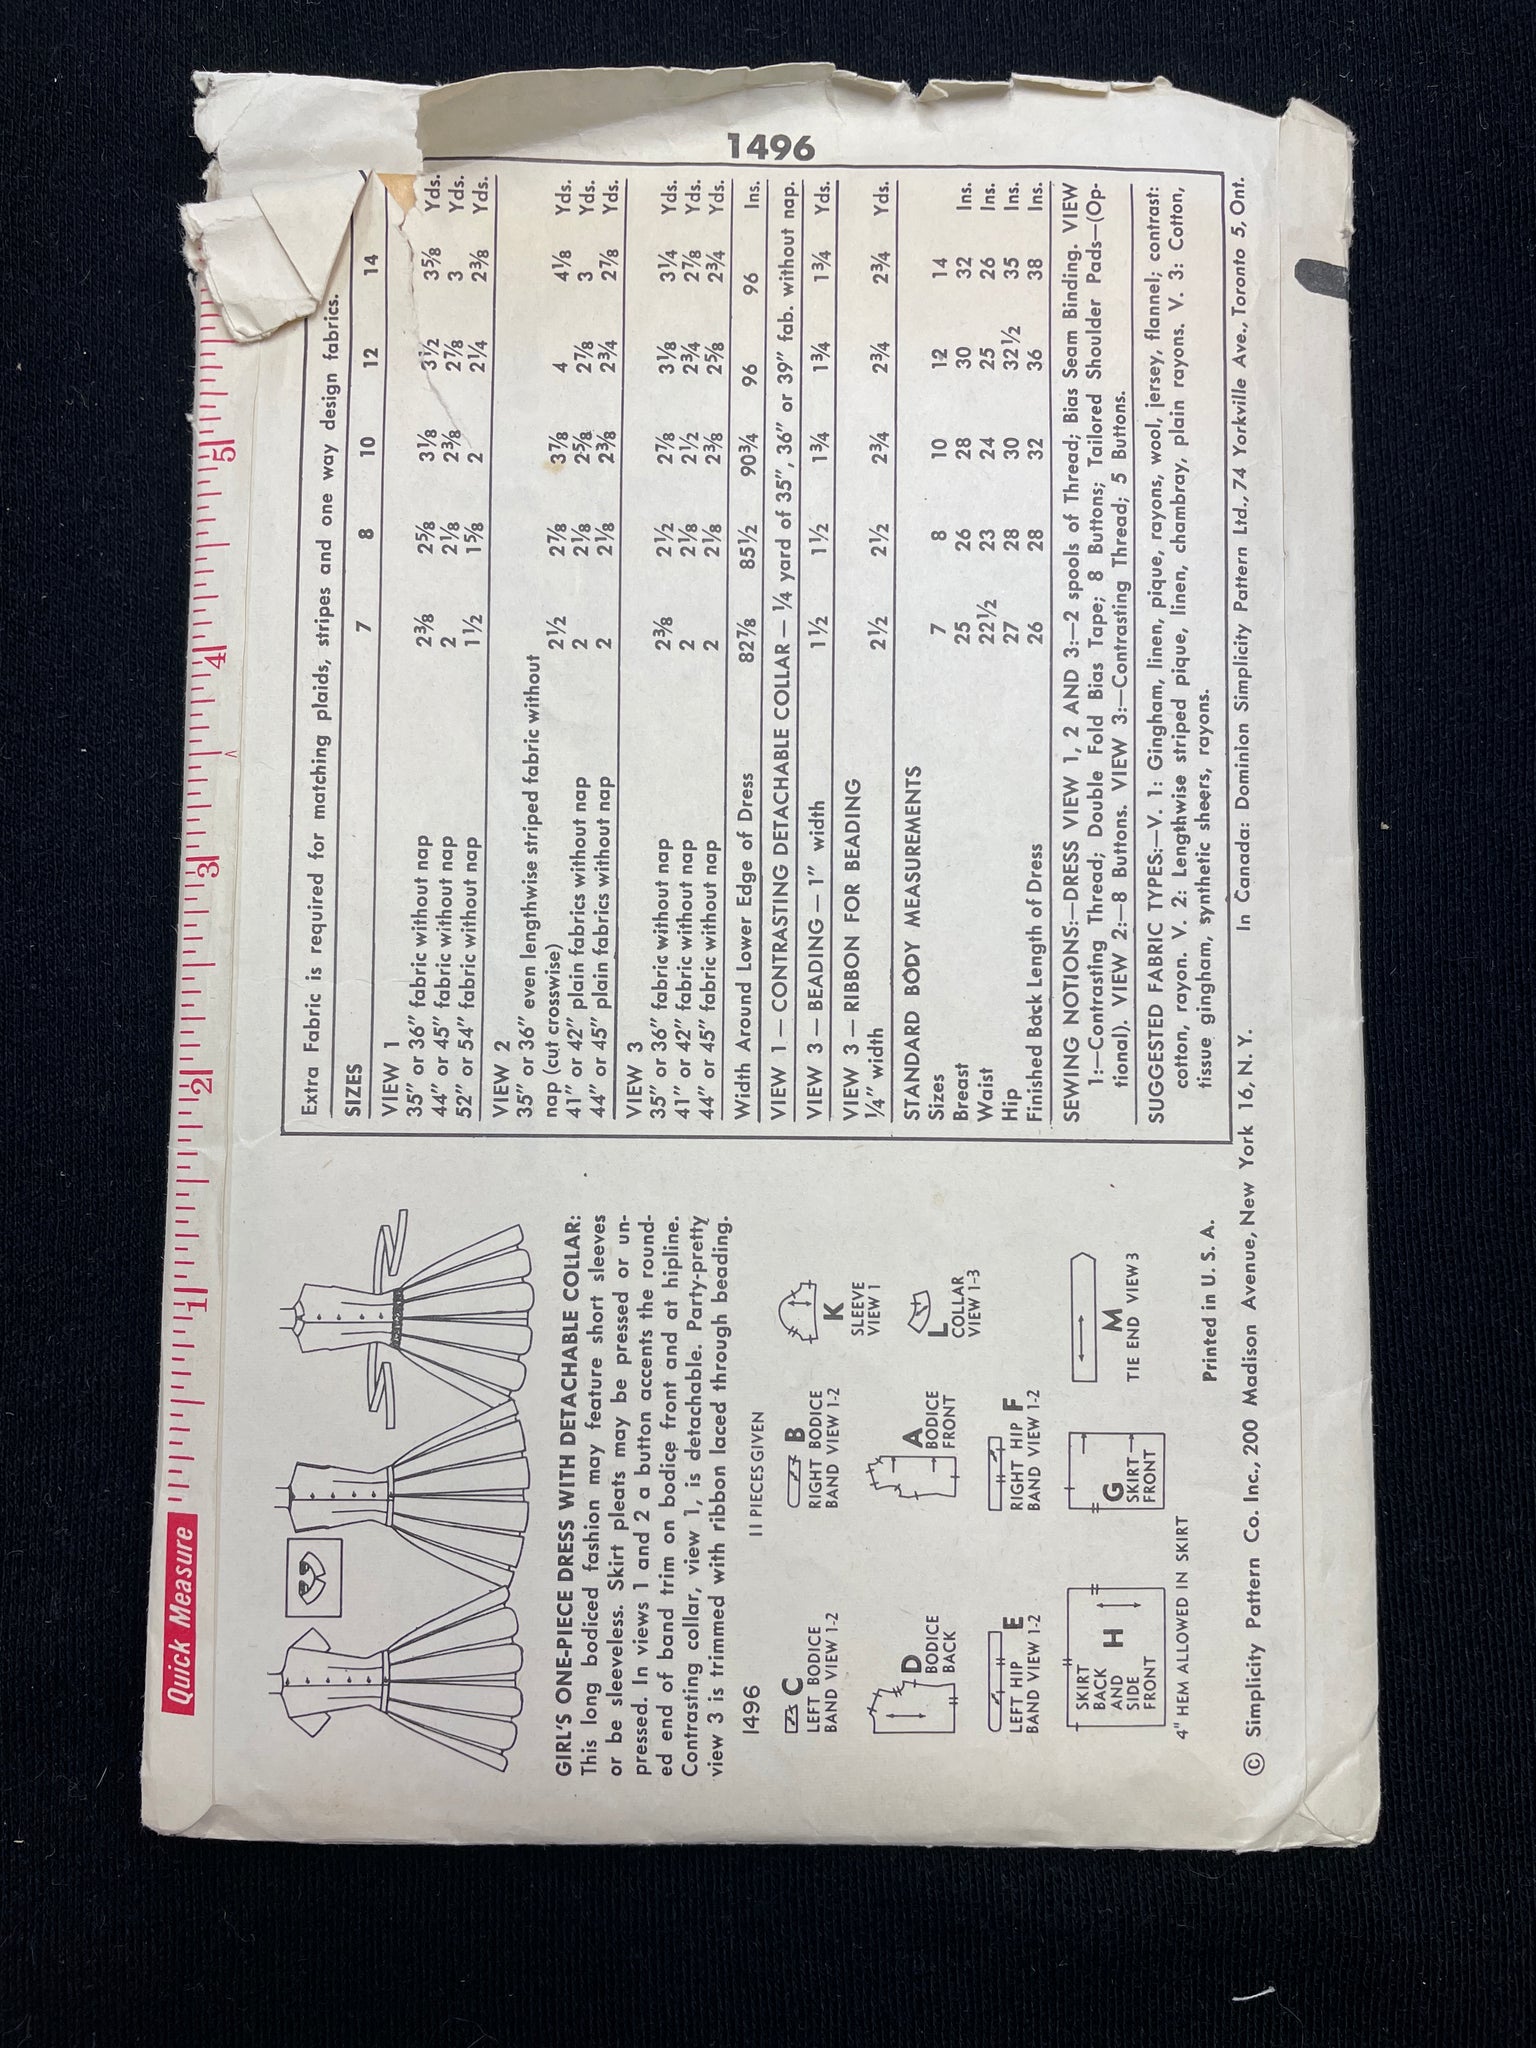 Quick Measure
1 2 3 4 5
GIRL'S ONE-PIECE DRESS WITH DETACHABLE COLLAR:
This long bodiced fashion may feature short sleeves
or be sleeveless. Skirt pleats may be pressed or un-
pressed. In views 1 and 2 a button accents the round-
ed end of band trim on bodice front and at hipline.
Contrasting collar, view 1, is detachable. Party-pretty
view 3 is trimmed with ribbon laced through beading.
1496 11 PIECES GIVEN
C
LEFT BODICE
BAND VIEW 1-2
B
RIGHT BODICE
BAND VIEW 1-2
K
SLEEVE
VIEW 1
D
BODICE
BACK
A
BODICE
FRONT
L
COLLAR
VIEW 1-3
LEFT HIP E
BAND VIEW 1-2
RIGHT HIP F
BAND VIEW 1-2
SKIRT
BACK
AND
SIDE
FRONT
H
G
SKIRT
FRONT
M
TIE END VIEW 3
4" HEM ALLOWED IN SKIRT
Printed in U. S. A.
1496
Extra Fabric is required for matching plaids, stripes and one way design fabrics.
SIZES 7 8 10 12 14
VIEW 1
35" or 36" fabric without nap 2⅜ 2⅝ 3⅛ 3½ 3⅝ Yds.
44" or 45" fabric without nap 2 2⅛ 2⅜ 2⅞ 3 Yds.
52" or 54" fabric without nap 1½ 1⅝ 2 2¼ 2⅜ Yds.
VIEW 2
35" or 36" even lengthwise striped fabric without
nap (cut crosswise) 2½ 2⅞ 3⅞ 4 4⅛ Yds.
41" or 42" plain fabrics without nap 2 2⅛ 2⅝ 2⅞ 3 Yds.
44" or 45" plain fabrics without nap 2 2⅛ 2⅜ 2¾ 2⅞ Yds.
VIEW 3
35" or 36" fabric without nap 2⅜ 2½ 2⅞ 3⅛ 3¼ Yds.
41" or 42" fabric without nap 2 2⅛ 2½ 2¾ 2⅞ Yds.
44" or 45" fabric without nap 2 2⅛ 2⅜ 2⅝ 2¾ Yds.
Width Around Lower Edge of Dress 82⅞ 85½ 90¾ 96 96 Ins.
VIEW 1 — CONTRASTING DETACHABLE COLLAR — ¼ yard of 35", 36" or 39" fab. without nap.
VIEW 3 — BEADING — 1" width 1½ 1½ 1¾ 1¾ 1¾ Yds.
VIEW 3 — RIBBON FOR BEADING
¼" width 2½ 2½ 2¾ 2¾ 2¾ Yds.
STANDARD BODY MEASUREMENTS
Sizes 7 8 10 12 14
Breast 25 26 28 30 32 Ins.
Waist 22½ 23 24 25 26 Ins.
Hip 27 28 30 32½ 35 Ins.
Finished Back Length of Dress 26 28 32 36 38 Ins.
SEWING NOTIONS:—DRESS VIEW 1, 2 AND 3:—2 spools of Thread; Bias Seam Binding. VIEW
1:—Contrasting Thread; Double Fold Bias Tape; 8 Buttons; Tailored Shoulder Pads—(Op-
tional). VIEW 2:—8 Buttons. VIEW 3:—Contrasting Thread; 5 Buttons.
SUGGESTED FABRIC TYPES:—V. 1: Gingham, linen, pique, rayons, wool, jersey, flannel; contrast:
cotton, rayon. V. 2: Lengthwise striped pique, linen, chambray, plain rayons. V. 3: Cotton,
tissue gingham, synthetic sheers, rayons.
© Simplicity Pattern Co. Inc., 200 Madison Avenue, New York 16, N. Y. In Canada: Dominion Simplicity Pattern Ltd., 74 Yorkville Ave., Toronto 5, Ont.